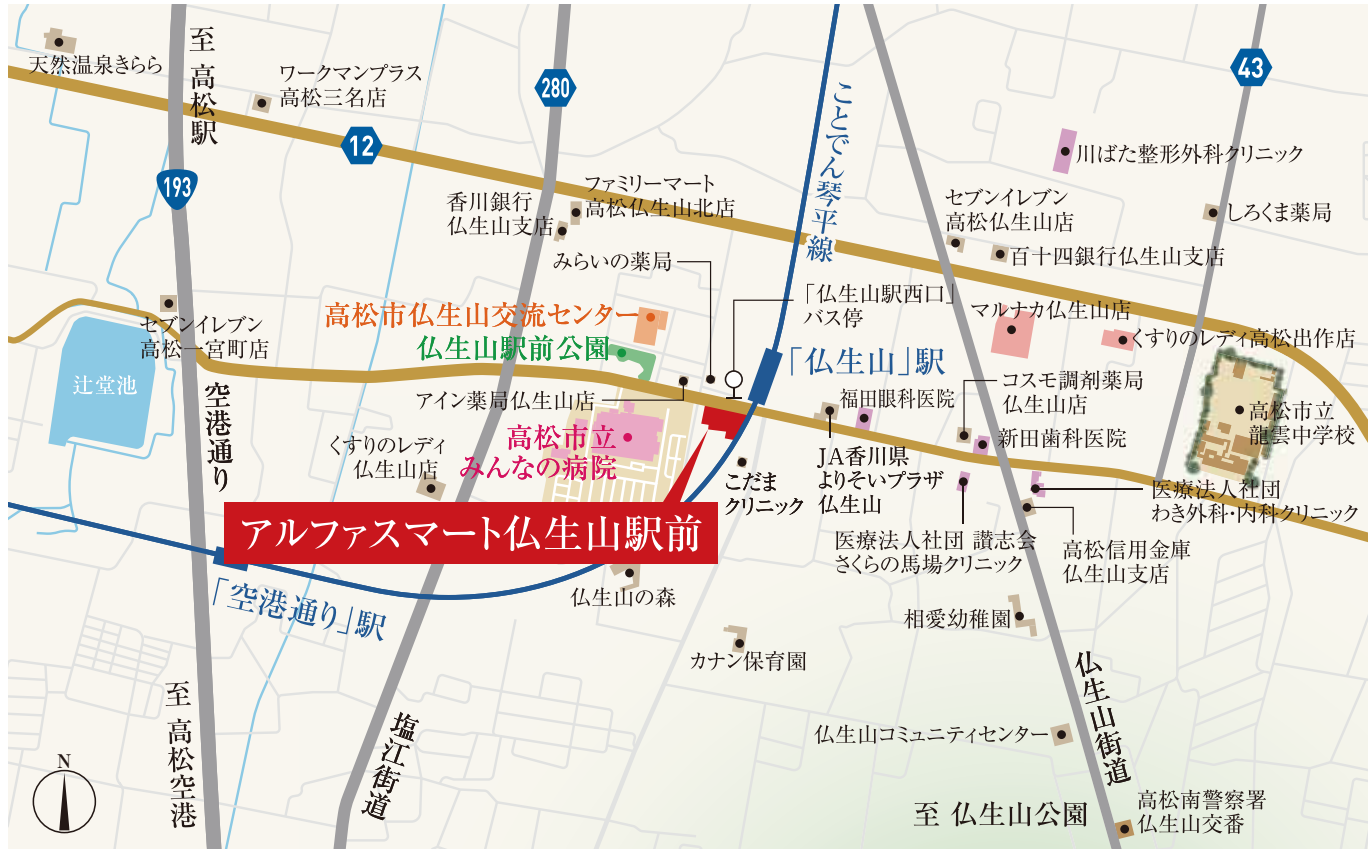 天然温泉きらら
至 高松駅
ワークマンプラス
高松三名店
280
43
12
193
ことでん琴平線
川ばた整形外科クリニック
香川銀行
仏生山支店
ファミリーマート
高松仏生山北店
セブンイレブン
高松仏生山店
しろくま薬局
百十四銀行仏生山支店
みらいの薬局
「仏生山駅西口」
バス停
高松市仏生山交流センター
仏生山駅前公園
マルナカ仏生山店
くすりのレディ高松出作店
セブンイレブン
高松一宮町店
「仏生山」駅
辻堂池
空港通り
アイン薬局仏生山店
福田眼科医院
コスモ調剤薬局
仏生山店
高松市立
龍雲中学校
高松市立
みんなの病院
くすりのレディ
仏生山店
新田歯科医院
こだま
クリニック
JA香川県
よりそいプラザ
仏生山
医療法人社団
わき外科・内科クリニック
アルファスマート仏生山駅前
医療法人社団 讃志会
さくらの馬場クリニック
高松信用金庫
仏生山支店
「空港通り」駅
仏生山の森
相愛幼稚園
カナン保育園
仏生山街道
至 高松空港
塩江街道
仏生山コミュニティセンター
N
至 仏生山公園
高松南警察署
仏生山交番